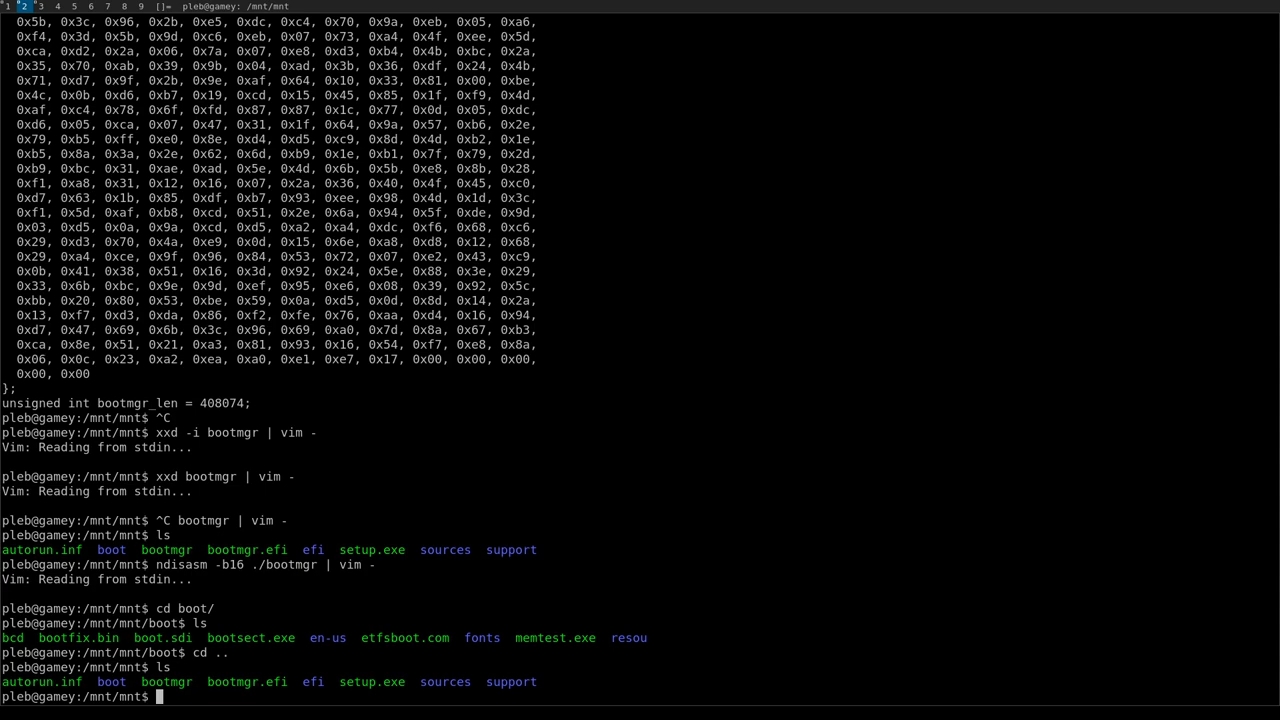 1 2 3 4 5 6 7 8 9 []= pleb@gamey: /mnt/mnt
0x5b, 0x3c, 0x96, 0x2b, 0xe5, 0xdc, 0xc4, 0x70, 0x9a, 0xeb, 0x05, 0xa6,
0xf4, 0x3d, 0x5b, 0x9d, 0xc6, 0xeb, 0x07, 0x73, 0xa4, 0x4f, 0xee, 0x5d,
0xca, 0xd2, 0x2a, 0x06, 0x7a, 0x07, 0xe8, 0xd3, 0xb4, 0x4b, 0xbc, 0x2a,
0x35, 0x70, 0xab, 0x39, 0x9b, 0x04, 0xad, 0x3b, 0x36, 0xdf, 0x24, 0x4b,
0x71, 0xd7, 0x9f, 0x2b, 0x9e, 0xaf, 0x64, 0x10, 0x33, 0x81, 0x00, 0xbe,
0x4c, 0x0b, 0xd6, 0xb7, 0x19, 0xcd, 0x15, 0x45, 0x85, 0x1f, 0xf9, 0x4d,
0xaf, 0xc4, 0x78, 0x6f, 0xfd, 0x87, 0x87, 0x1c, 0x77, 0x0d, 0x05, 0xdc,
0xd6, 0x05, 0xca, 0x07, 0x47, 0x31, 0x1f, 0x64, 0x9a, 0x57, 0xb6, 0x2e,
0x79, 0xb5, 0xff, 0xe0, 0x8e, 0xd4, 0xd5, 0xc9, 0x8d, 0x4d, 0xb2, 0x1e,
0xb5, 0x8a, 0x3a, 0x2e, 0x62, 0x6d, 0xb9, 0x1e, 0xb1, 0x7f, 0x79, 0x2d,
0xb9, 0xbc, 0x31, 0xae, 0xad, 0x5e, 0x4d, 0x6b, 0x5b, 0xe8, 0x8b, 0x28,
0xf1, 0xa8, 0x31, 0x12, 0x16, 0x07, 0x2a, 0x36, 0x40, 0x4f, 0x45, 0xc0,
0xd7, 0x63, 0x1b, 0x85, 0xdf, 0xb7, 0x93, 0xee, 0x98, 0x4d, 0x1d, 0x3c,
0xf1, 0x5d, 0xaf, 0xb8, 0xcd, 0x51, 0x2e, 0x6a, 0x94, 0x5f, 0xde, 0x9d,
0x03, 0xd5, 0x0a, 0x9a, 0xcd, 0xd5, 0xa2, 0xa4, 0xdc, 0xf6, 0x68, 0xc6,
0x29, 0xd3, 0x70, 0x4a, 0xe9, 0x0d, 0x15, 0x6e, 0xa8, 0xd8, 0x12, 0x68,
0x29, 0xa4, 0xce, 0x9f, 0x96, 0x84, 0x53, 0x72, 0x07, 0xe2, 0x43, 0xc9,
0x0b, 0x41, 0x38, 0x51, 0x16, 0x3d, 0x92, 0x24, 0x5e, 0x88, 0x3e, 0x29,
0x33, 0x6b, 0xbc, 0x9e, 0x9d, 0xef, 0x95, 0xe6, 0x08, 0x39, 0x92, 0x5c,
0xbb, 0x20, 0x80, 0x53, 0xbe, 0x59, 0x0a, 0xd5, 0x0d, 0x8d, 0x14, 0x2a,
0x13, 0xf7, 0xd3, 0xda, 0x86, 0xf2, 0xfe, 0x76, 0xaa, 0xd4, 0x16, 0x94,
0xd7, 0x47, 0x69, 0x6b, 0x3c, 0x96, 0x69, 0xa0, 0x7d, 0x8a, 0x67, 0xb3,
0xca, 0x8e, 0x51, 0x21, 0xa3, 0x81, 0x93, 0x16, 0x54, 0xf7, 0xe8, 0x8a,
0x06, 0x0c, 0x23, 0xa2, 0xea, 0xa0, 0xe1, 0xe7, 0x17, 0x00, 0x00, 0x00,
0x00, 0x00
};
unsigned int bootmgr_len = 408074;
pleb@gamey:/mnt/mnt$ ^C
pleb@gamey:/mnt/mnt$ xxd -i bootmgr | vim -
Vim: Reading from stdin...
pleb@gamey:/mnt/mnt$ xxd bootmgr | vim -
Vim: Reading from stdin...
pleb@gamey:/mnt/mnt$ ^C bootmgr | vim -
pleb@gamey:/mnt/mnt$ ls
autorun.inf boot bootmgr bootmgr.efi efi setup.exe sources support
pleb@gamey:/mnt/mnt$ ndisasm -b16 ./bootmgr | vim -
Vim: Reading from stdin...
pleb@gamey:/mnt/mnt$ cd boot/
pleb@gamey:/mnt/mnt/boot$ ls
bcd bootfix.bin boot.sdi bootsect.exe en-us etfsboot.com fonts memtest.exe resou
pleb@gamey:/mnt/mnt/boot$ cd ..
pleb@gamey:/mnt/mnt$ ls
autorun.inf boot bootmgr bootmgr.efi efi setup.exe sources support
pleb@gamey:/mnt/mnt$